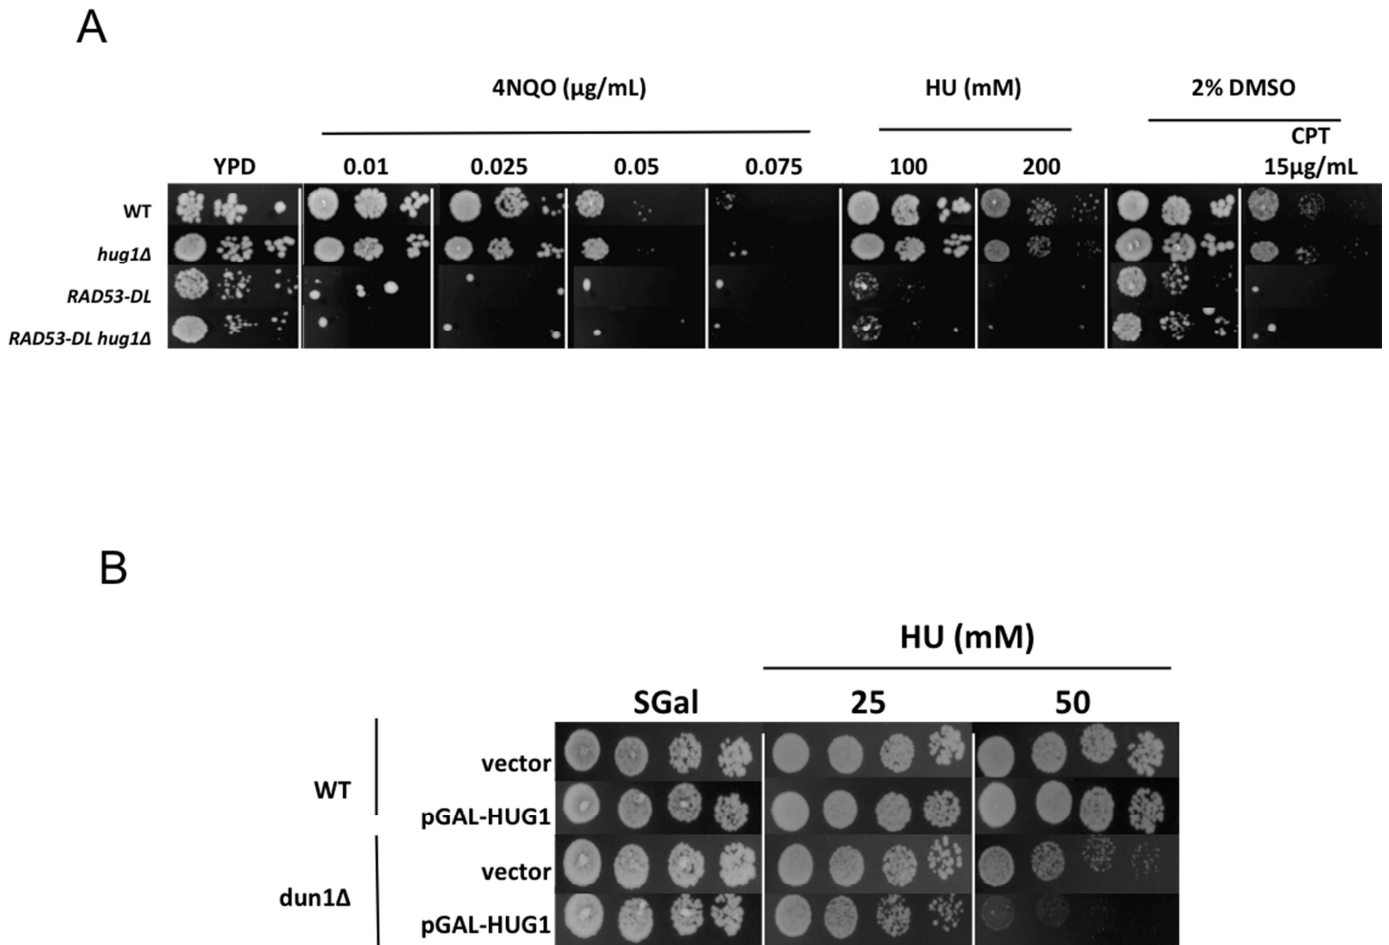 A
4NQO (µg/mL)
HU (mM)
2% DMSO
CPT
YPD 0.01 0.025 0.05 0.075 100 200 15µg/mL
WT
hug1Δ
RAD53-DL
RAD53-DL hug1Δ
B
HU (mM)
SGal 25 50
vector
WT
pGAL-HUG1
vector
dun1Δ
pGAL-HUG1